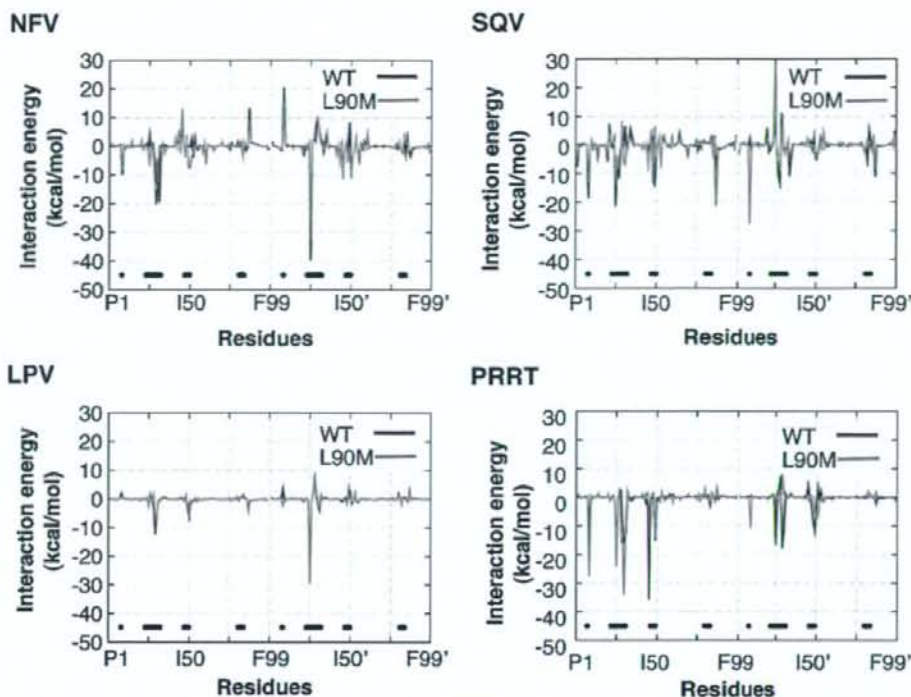 NFV
Interaction energy
(kcal/mol)
30
20
10
0
-10
-20
-30
-40
-50
WT
L90M
P1 I50 F99 I50' F99'
Residues
SQV
Interaction energy
(kcal/mol)
30
20
10
0
-10
-20
-30
-40
-50
WT
L90M
P1 I50 F99 I50' F99'
Residues
LPV
Interaction energy
(kcal/mol)
30
20
10
0
-10
-20
-30
-40
-50
WT
L90M
P1 I50 F99 I50' F99'
Residues
PRRT
Interaction energy
(kcal/mol)
30
20
10
0
-10
-20
-30
-40
-50
WT
L90M
P1 I50 F99 I50' F99'
Residues